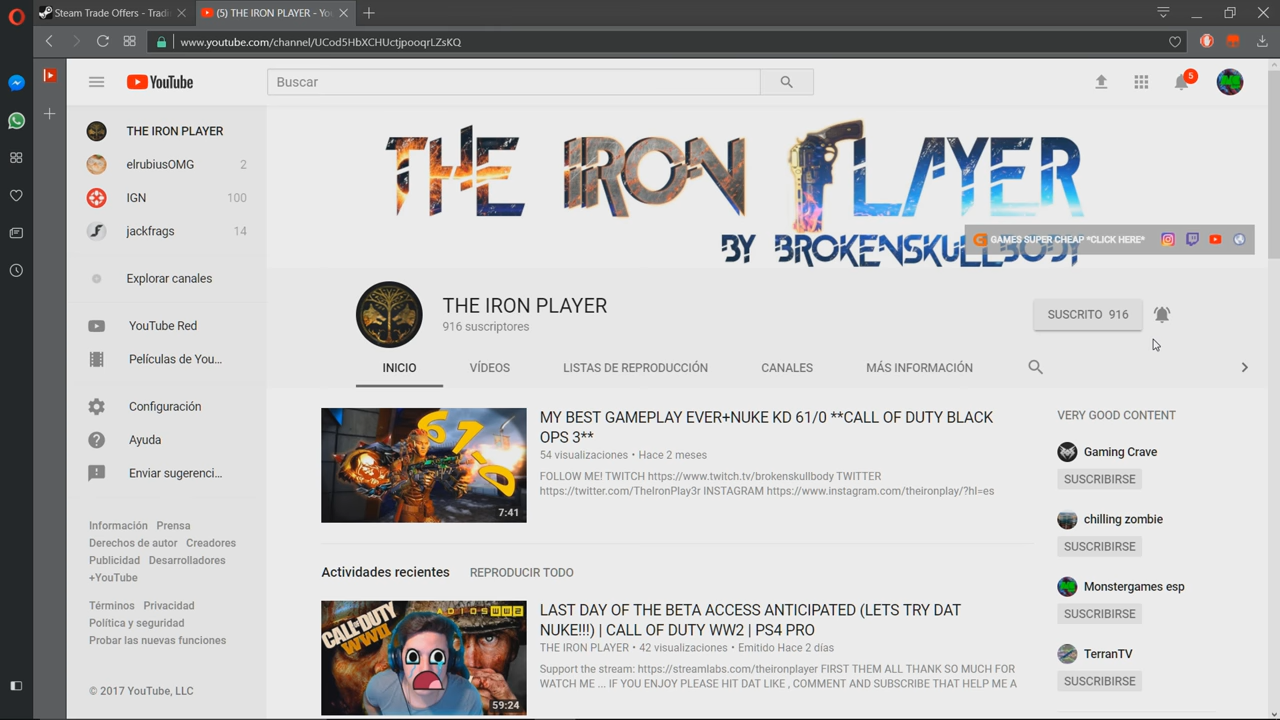 Steam Trade Offers - Tradi
(5) THE IRON PLAYER - Yo
www.youtube.com/channel/UCod5HbXCHUctjpooqrLZsKQ
YouTube
Buscar
5
THE IRON PLAYER
elrubiusOMG 2
IGN 100
jackfrags 14
Explorar canales
YouTube Red
Películas de You...
Configuración
Ayuda
Enviar sugerenci...
Información Prensa
Derechos de autor Creadores
Publicidad Desarrolladores
+YouTube
Términos Privacidad
Política y seguridad
Probar las nuevas funciones
© 2017 YouTube, LLC
THE IRON PLAYER
BY BROKENSKULLBODY
GAMES SUPER CHEAP *CLICK HERE*
THE IRON PLAYER
916 suscriptores
SUSCRITO 916
INICIO VÍDEOS LISTAS DE REPRODUCCIÓN CANALES MÁS INFORMACIÓN
61/0
7:41
MY BEST GAMEPLAY EVER+NUKE KD 61/0 **CALL OF DUTY BLACK
OPS 3**
54 visualizaciones • Hace 2 meses
FOLLOW ME! TWITCH https://www.twitch.tv/brokenskullbody TWITTER
https://twitter.com/TheIronPlay3r INSTAGRAM https://www.instagram.com/theironplay/?hl=es
Actividades recientes REPRODUCIR TODO
CALL OF DUTY
WWII
ADIOS WW2
59:24
LAST DAY OF THE BETA ACCESS ANTICIPATED (LETS TRY DAT
NUKE!!!) | CALL OF DUTY WW2 | PS4 PRO
THE IRON PLAYER • 42 visualizaciones • Emitido Hace 2 días
Support the stream: https://streamlabs.com/theironplayer FIRST THEM ALL THANK SO MUCH FOR
WATCH ME ... IF YOU ENJOY PLEASE HIT DAT LIKE , COMMENT AND SUBSCRIBE THAT HELP ME A
VERY GOOD CONTENT
Gaming Crave
SUSCRIBIRSE
chilling zombie
SUSCRIBIRSE
Monstergames esp
SUSCRIBIRSE
TerranTV
SUSCRIBIRSE